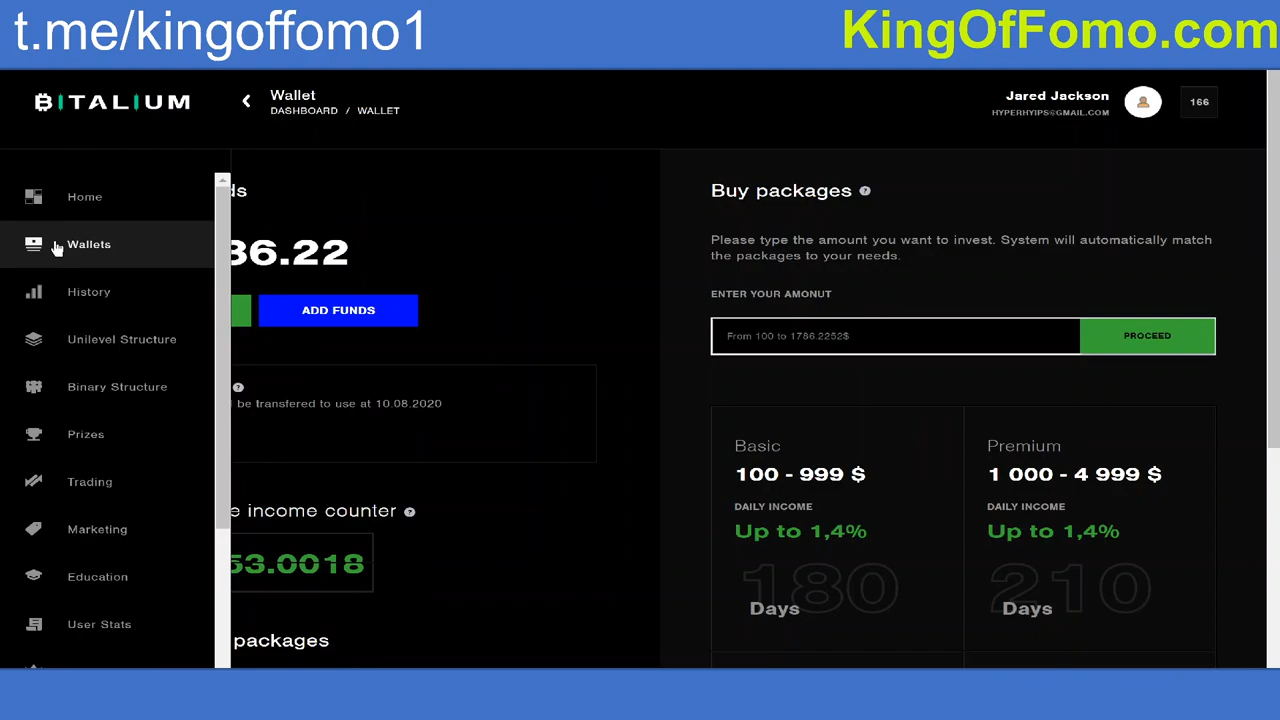 t.me/kingoffomo1
KingOfFomo.com
BITALIUM
Wallet
DASHBOARD / WALLET
Jared Jackson
HYPERHYIPS@GMAIL.COM
166
Home
Wallets
History
Unilevel Structure
Binary Structure
Prizes
Trading
Marketing
Education
User Stats
ds
86.22
ADD FUNDS
be transfered to use at 10.08.2020
e income counter
53.0018
packages
Buy packages
Please type the amount you want to invest. System will automatically match
the packages to your needs.
ENTER YOUR AMONUT
From 100 to 1786.2252$
PROCEED
Basic
100 - 999 $
DAILY INCOME
Up to 1,4%
180
Days
Premium
1 000 - 4 999 $
DAILY INCOME
Up to 1,4%
210
Days